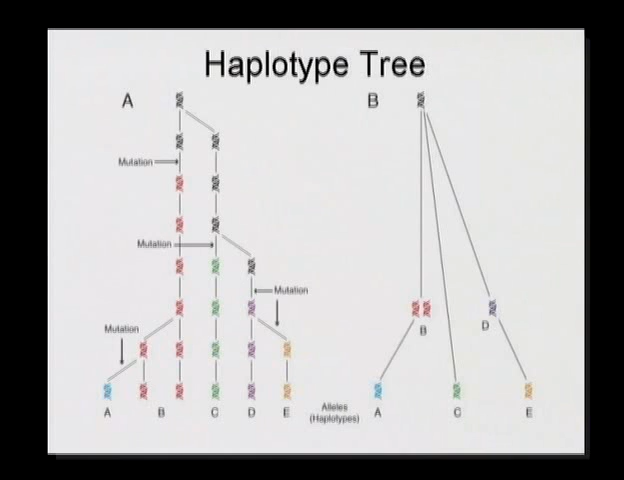 Haplotype Tree
A
B
Mutation
Mutation
Mutation
Mutation
B
D
A B C D E
Alleles
(Haplotypes)
A C E